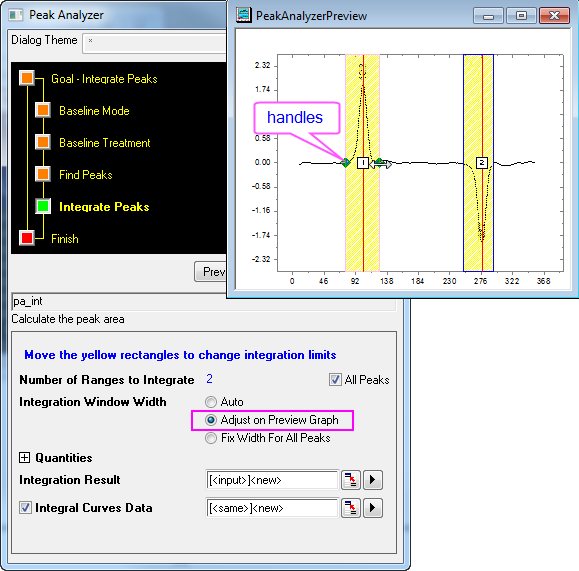 Peak Analyzer
Dialog Theme *
Goal - Integrate Peaks
Baseline Mode
Baseline Treatment
Find Peaks
Integrate Peaks
Finish
Prev
PeakAnalyzerPreview
2.32
1.74
1.16
0.58
0.00
-0.58
-1.16
-1.74
-2.32
handles
1
2
0 46 92 138 184 230 276 322 368
pa_int
Calculate the peak area
Move the yellow rectangles to change integration limits
Number of Ranges to Integrate 2 All Peaks
Integration Window Width Auto
Adjust on Preview Graph
Fix Width For All Peaks
Quantities
Integration Result [<input>]<new>
Integral Curves Data [<same>]<new>